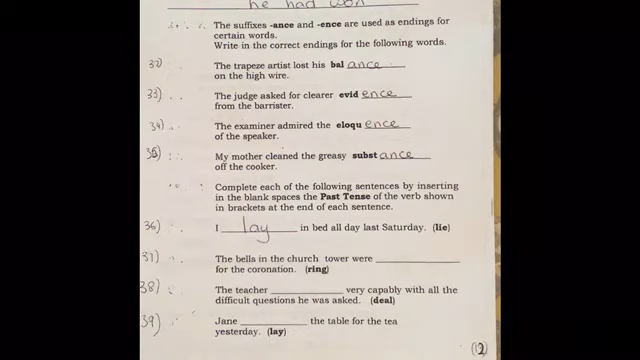 he had won
The suffixes -ance and -ence are used as endings for
certain words.
Write in the correct endings for the following words.
32) The trapeze artist lost his bal ance
on the high wire.
33) The judge asked for clearer evid ence
from the barrister.
34) The examiner admired the eloqu ence
of the speaker.
35) My mother cleaned the greasy subst ance
off the cooker.
Complete each of the following sentences by inserting
in the blank spaces the Past Tense of the verb shown
in brackets at the end of each sentence.
36) I lay in bed all day last Saturday. (lie)
37) The bells in the church tower were
for the coronation. (ring)
38) The teacher very capably with all the
difficult questions he was asked. (deal)
39) Jane the table for the tea
yesterday. (lay)